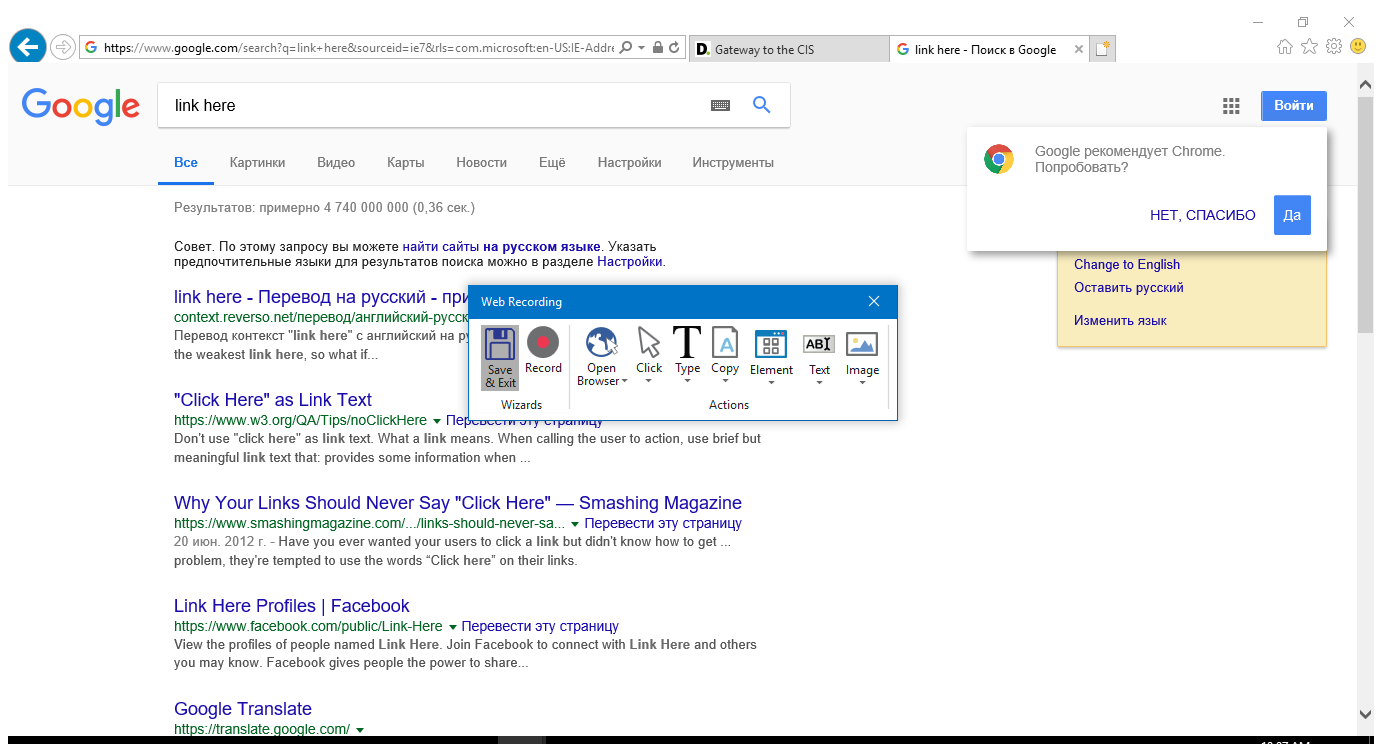 https://www.google.com/search?q=link+here&sourceid=ie7&rls=com.microsoft:en-US:IE-Addre
Gateway to the CIS
link here - Поиск в Google
Google
link here
Войти
Все Картинки Видео Карты Новости Ещё Настройки Инструменты
Google рекомендует Chrome.
Попробовать?
НЕТ, СПАСИБО Да
Результатов: примерно 4 740 000 000 (0,36 сек.)
Совет. По этому запросу вы можете найти сайты на русском языке. Указать
предпочтительные языки для результатов поиска можно в разделе Настройки.
Change to English
Оставить русский
Изменить язык
link here - Перевод на русский - при
context.reverso.net/перевод/английский-русск
Перевод контекст "link here" c английский на ру
the weakest link here, so what if...
Web Recording
Save
& Exit
Record
Open
Browser
Click
Type
Copy
Element
Text
Image
Wizards
Actions
"Click Here" as Link Text
https://www.w3.org/QA/Tips/noClickHere Перевести эту страницу
Don't use "click here" as link text. What a link means. When calling the user to action, use brief but
meaningful link text that: provides some information when ...
Why Your Links Should Never Say "Click Here" — Smashing Magazine
https://www.smashingmagazine.com/.../links-should-never-sa... Перевести эту страницу
20 июн. 2012 г. - Have you ever wanted your users to click a link but didn't know how to get ...
problem, they're tempted to use the words “Click here” on their links.
Link Here Profiles | Facebook
https://www.facebook.com/public/Link-Here Перевести эту страницу
View the profiles of people named Link Here. Join Facebook to connect with Link Here and others
you may know. Facebook gives people the power to share...
Google Translate
https://translate.google.com/